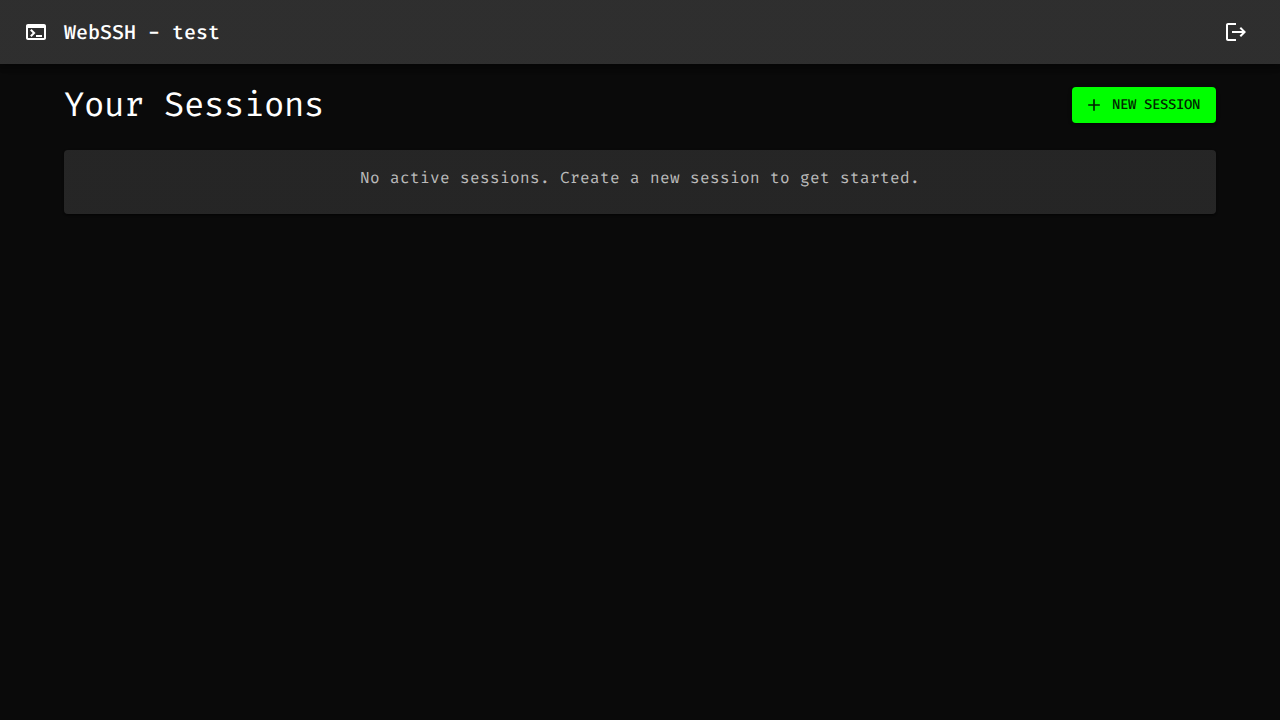 WebSSH - test
Your Sessions
NEW SESSION
No active sessions. Create a new session to get started.